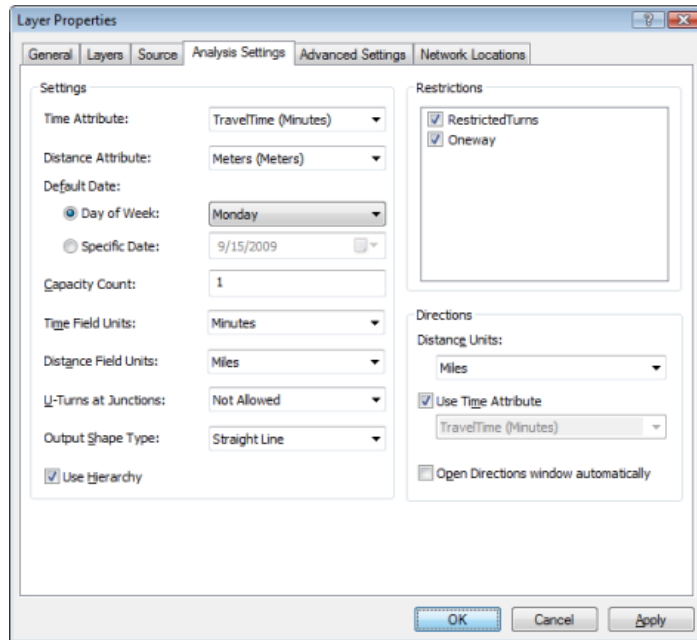 Layer Properties
General Layers Source Analysis Settings Advanced Settings Network Locations
Settings
Time Attribute: TravelTime (Minutes)
Distance Attribute: Meters (Meters)
Default Date:
Day of Week: Monday
Specific Date: 9/15/2009
Capacity Count: 1
Time Field Units: Minutes
Distance Field Units: Miles
U-Turns at Junctions: Not Allowed
Output Shape Type: Straight Line
Use Hierarchy
Restrictions
RestrictedTurns
Oneway
Directions
Distance Units:
Miles
Use Time Attribute
TravelTime (Minutes)
Open Directions window automatically
OK Cancel Apply